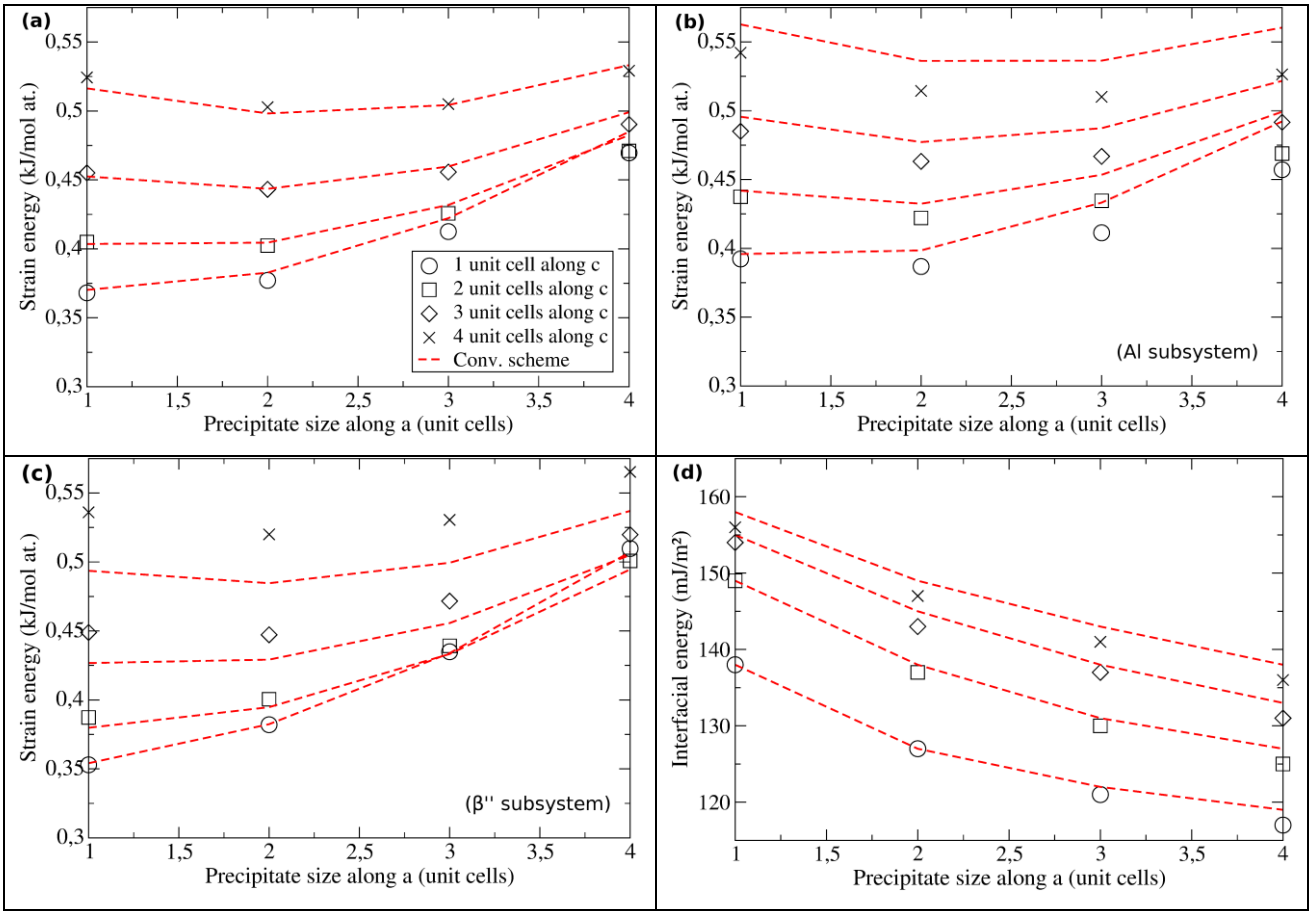 (a)
0,55
0,5
0,45
0,4
0,35
0,3
Strain energy (kJ/mol at.)
1 unit cell along c
2 unit cells along c
3 unit cells along c
4 unit cells along c
Conv. scheme
1 1,5 2 2,5 3 3,5 4
Precipitate size along a (unit cells)
(b)
0,55
0,5
0,45
0,4
0,35
0,3
Strain energy (kJ/mol at.)
(Al subsystem)
1 1,5 2 2,5 3 3,5 4
Precipitate size along a (unit cells)
(c)
0,55
0,5
0,45
0,4
0,35
0,3
Strain energy (kJ/mol at.)
(β'' subsystem)
1 1,5 2 2,5 3 3,5 4
Precipitate size along a (unit cells)
(d)
160
150
140
130
120
Interfacial energy (mJ/m²)
1 1,5 2 2,5 3 3,5 4
Precipitate size along a (unit cells)